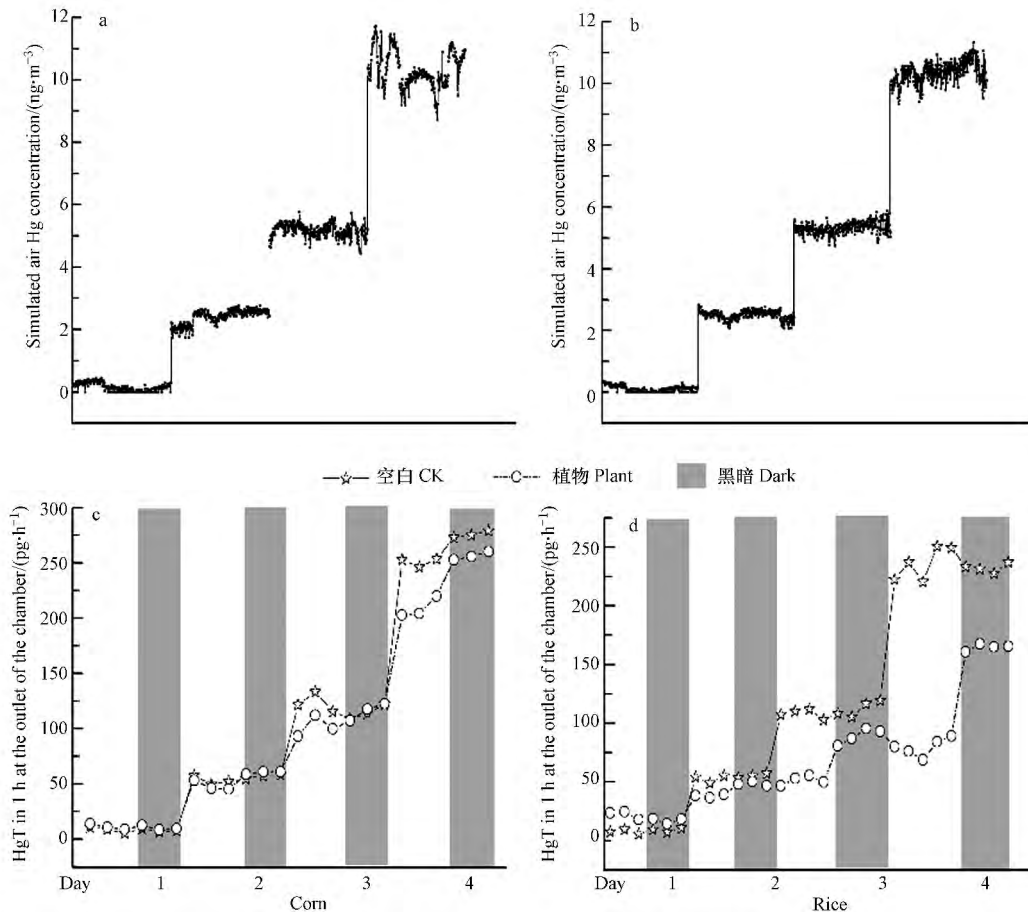 a
Simulated air Hg concentration/(ng·m⁻³)
12
10
8
6
4
2
0
b
Simulated air Hg concentration/(ng·m⁻³)
12
10
8
6
4
2
0
空白 CK
植物 Plant
黑暗 Dark
c
HgT in 1 h at the outlet of the chamber/(pg·h⁻¹)
300
250
200
150
100
50
0
Day 1 2 3 4
Corn
d
HgT in 1 h at the outlet of the chamber/(pg·h⁻¹)
250
200
150
100
50
0
Day 1 2 3 4
Rice